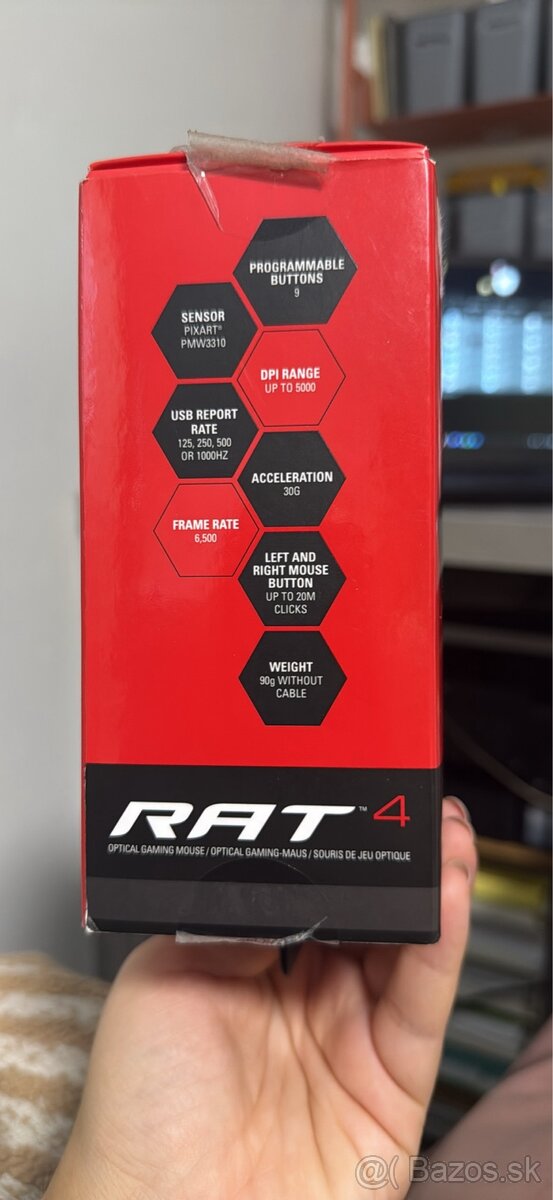 PROGRAMMABLE
BUTTONS
9
SENSOR
PIXART®
PMW3310
DPI RANGE
UP TO 5000
USB REPORT
RATE
125, 250, 500
OR 1000HZ
ACCELERATION
30G
FRAME RATE
6,500
LEFT AND
RIGHT MOUSE
BUTTON
UP TO 20M
CLICKS
WEIGHT
90g WITHOUT
CABLE
RAT™ 4
OPTICAL GAMING MOUSE / OPTICAL GAMING-MAUS / SOURIS DE JEU OPTIQUE
@( Bazos.sk